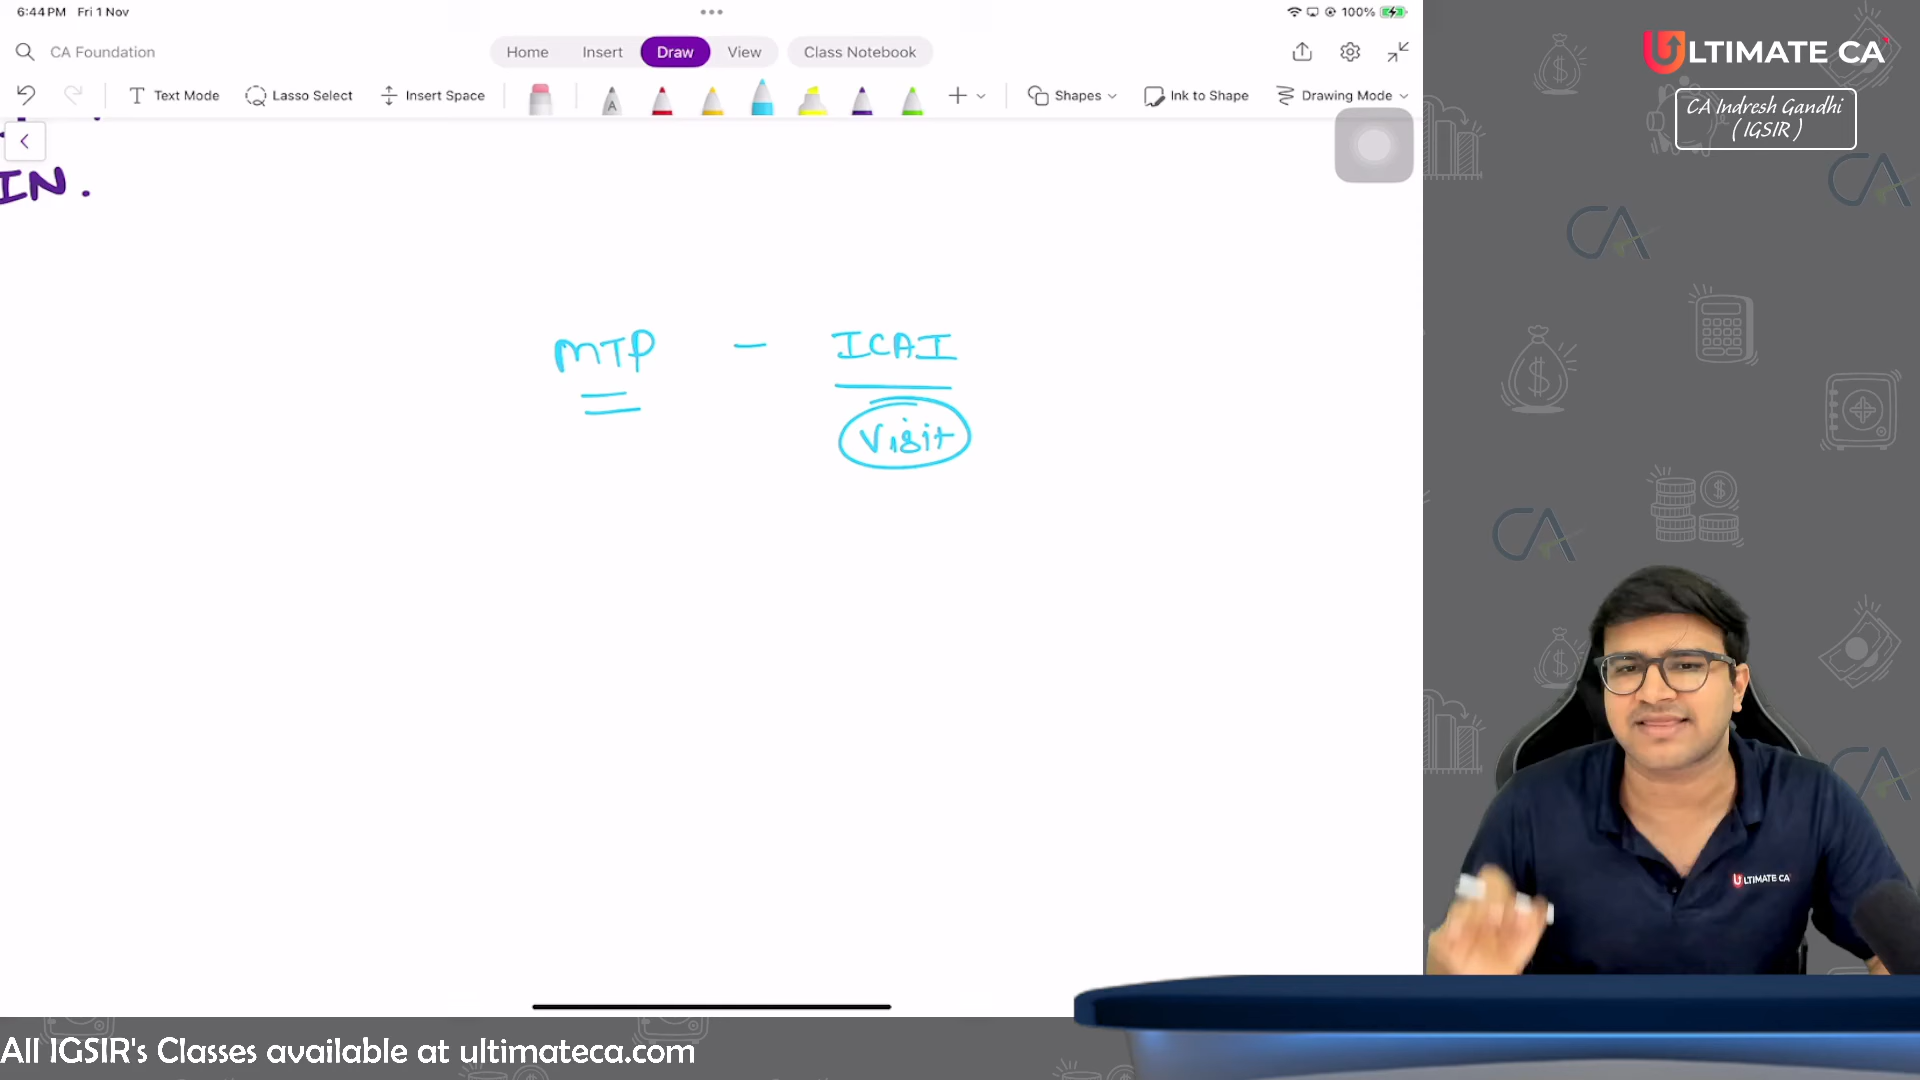 6:44 PM Fri 1 Nov
100%
CA Foundation
Home Insert Draw View Class Notebook
Text Mode Lasso Select Insert Space A Shapes Ink to Shape Drawing Mode
IN.
MTP - ICAI
Visit
ULTIMATE CA
CA Indresh Gandhi
( IGSIR )
ULTIMATE CA
All IGSIR's Classes available at ultimateca.com